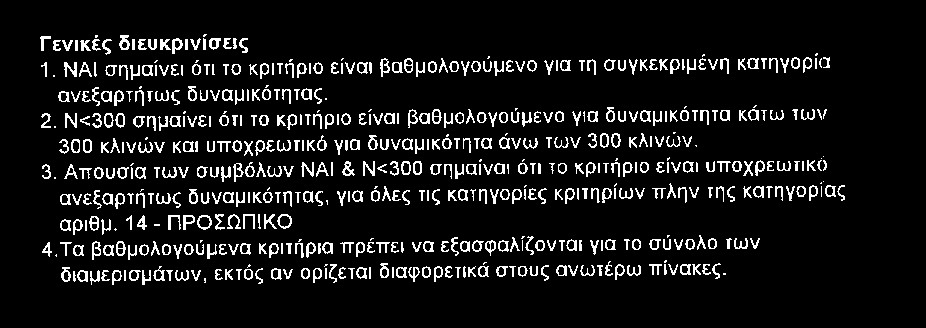 Γενικές διευκρινίσεις
1. ΝΑΙ σημαίνει ότι το κριτήριο είναι βαθμολογούμενο για τη συγκεκριμένη κατηγορία
ανεξαρτήτως δυναμικότητας.
2. Ν<300 σημαίνει ότι το κριτήριο είναι βαθμολογούμενο για δυναμικότητα κάτω των
300 κλινών και υποχρεωτικό για δυναμικότητα άνω των 300 κλινών.
3. Απουσία των συμβόλων ΝΑΙ & Ν<300 σημαίναι ότι το κριτήριο είναι υποχρεωτικό
ανεξαρτήτως δυναμικότητας, για όλες τις κατηγορίες κριτηρίων πλην της κατηγορίας
αριθμ. 14 - ΠΡΟΣΩΠΙΚΟ
4.Τα βαθμολογούμενα κριτήρια πρέπει να εξασφαλίζονται για το σύνολο των
διαμερισμάτων, εκτός αν ορίζεται διαφορετικά στους ανωτέρω πίνακες.